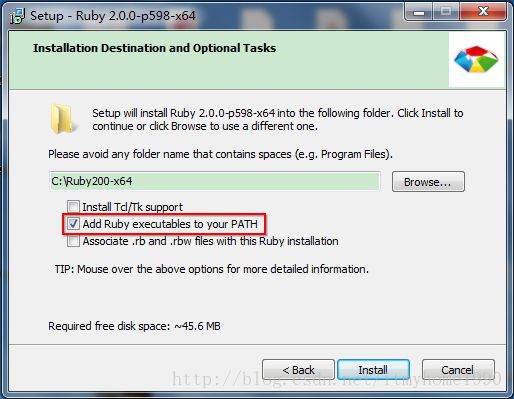 Setup - Ruby 2.0.0-p598-x64
Installation Destination and Optional Tasks
Setup will install Ruby 2.0.0-p598-x64 into the following folder. Click Install to
continue or click Browse to use a different one.
Please avoid any folder name that contains spaces (e.g. Program Files).
C:\Ruby200-x64
Browse...
Install Tcl/Tk support
Add Ruby executables to your PATH
Associate .rb and .rbw files with this Ruby installation
TIP: Mouse over the above options for more detailed information.
Required free disk space: ~45.6 MB
< Back
Install
Cancel
http://blog.csdn.net/itmyhome1990